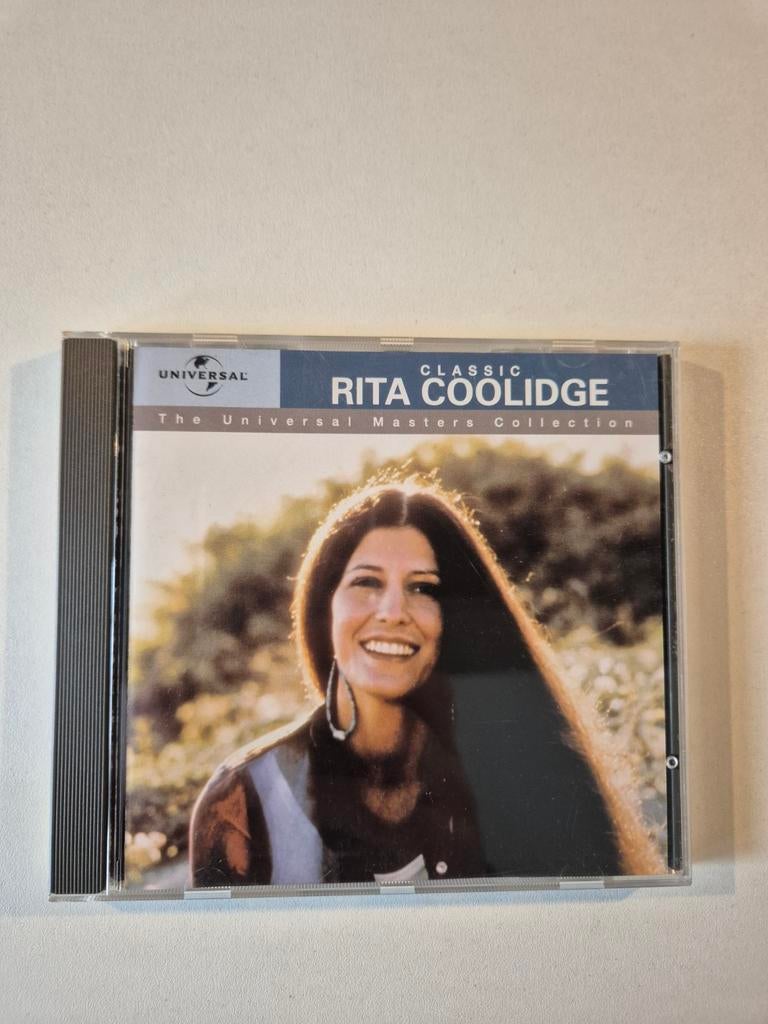 UNIVERSAL
CLASSIC
RITA COOLIDGE
The Universal Masters Collection